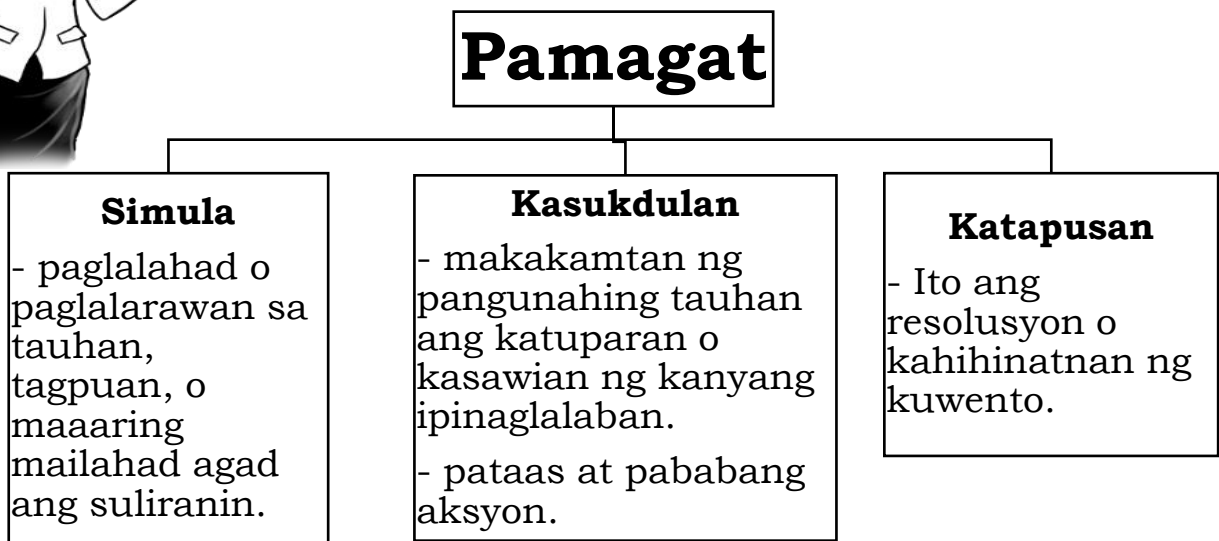 Pamagat
Simula
- paglalahad o
paglalarawan sa
tauhan,
tagpuan, o
maaaring
mailahad agad
ang suliranin.
Kasukdulan
- makakamtan ng
pangunahing tauhan
ang katuparan o
kasawian ng kanyang
ipinaglalaban.
- pataas at pababang
aksyon.
Katapusan
- Ito ang
resolusyon o
kahihinatnan ng
kuwento.